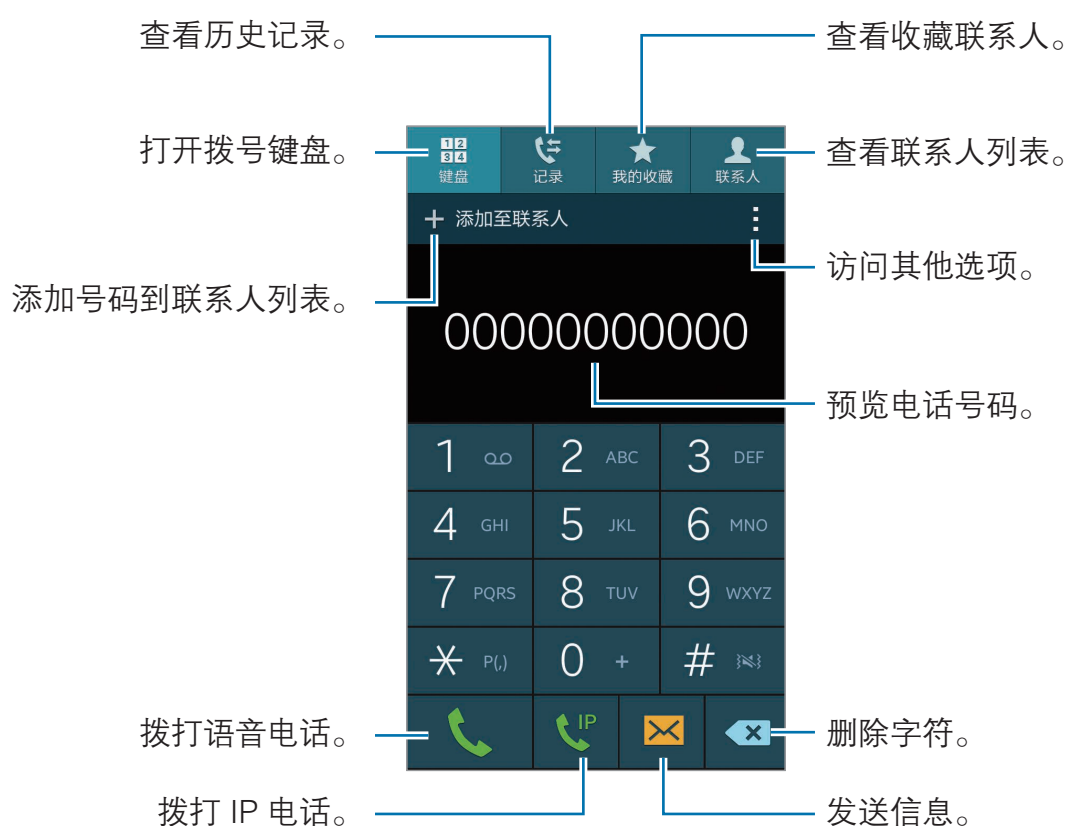 查看历史记录。
查看收藏联系人。
打开拨号键盘。
1 2
3 4
键盘
记录
我的收藏
联系人
查看联系人列表。
添加至联系人
访问其他选项。
添加号码到联系人列表。
00000000000
预览电话号码。
1
2 ABC
3 DEF
4 GHI
5 JKL
6 MNO
7 PQRS
8 TUV
9 WXYZ
* P(,)
0 +
#
拨打语音电话。
IP
删除字符。
拨打 IP 电话。
发送信息。